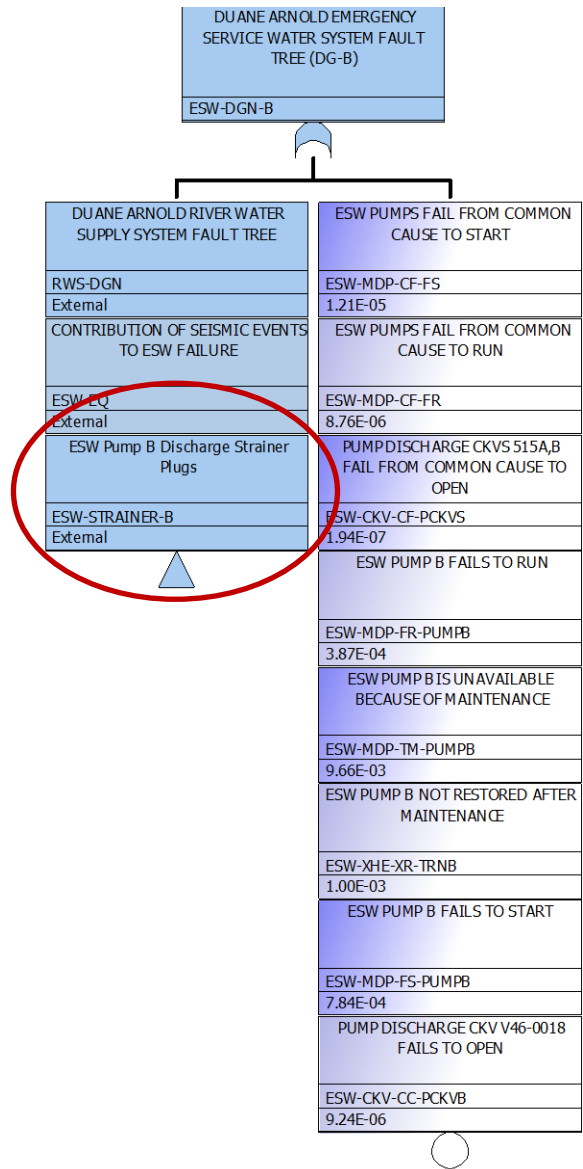 DUANE ARNOLD EMERGENCY
SERVICE WATER SYSTEM FAULT
TREE (DG-B)
ESW-DGN-B
DUANE ARNOLD RIVER WATER
SUPPLY SYSTEM FAULT TREE
RWS-DGN
External
CONTRIBUTION OF SEISMIC EVENTS
TO ESW FAILURE
ESW-EQ
External
ESW Pump B Discharge Strainer
Plugs
ESW-STRAINER-B
External
ESW PUMPS FAIL FROM COMMON
CAUSE TO START
ESW-MDP-CF-FS
1.21E-05
ESW PUMPS FAIL FROM COMMON
CAUSE TO RUN
ESW-MDP-CF-FR
8.76E-06
PUMP DISCHARGE CKVS 515A,B
FAIL FROM COMMON CAUSE TO
OPEN
ESW-CKV-CF-PCKVS
1.94E-07
ESW PUMP B FAILS TO RUN
ESW-MDP-FR-PUMPB
3.87E-04
ESW PUMP B IS UNAVAILABLE
BECAUSE OF MAINTENANCE
ESW-MDP-TM-PUMPB
9.66E-03
ESW PUMP B NOT RESTORED AFTER
MAINTENANCE
ESW-XHE-XR-TRNB
1.00E-03
ESW PUMP B FAILS TO START
ESW-MDP-FS-PUMPB
7.84E-04
PUMP DISCHARGE CKV V46-0018
FAILS TO OPEN
ESW-CKV-CC-PCKVB
9.24E-06